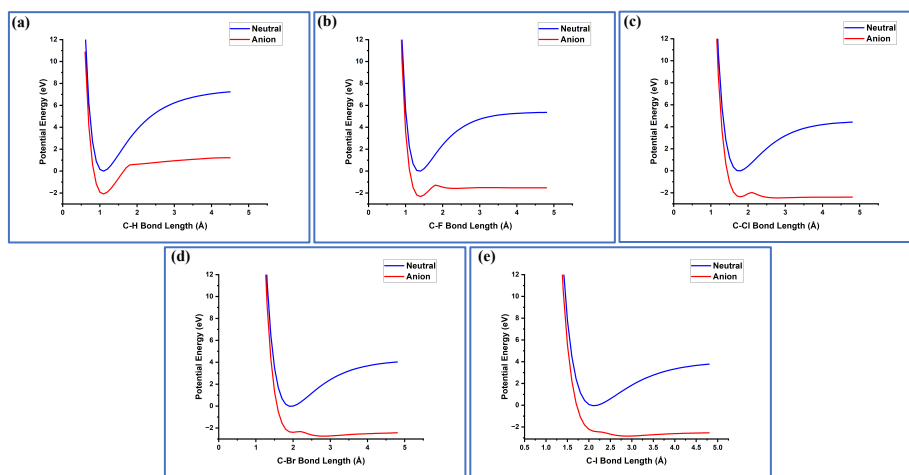 (a)
Neutral
Anion
12
10
8
6
4
2
0
−2
Potential Energy (eV)
0 1 2 3 4 5
C-H Bond Length (Å)
(b)
Neutral
Anion
12
10
8
6
4
2
0
−2
Potential Energy (eV)
0 1 2 3 4 5
C-F Bond Length (Å)
(c)
Neutral
Anion
12
10
8
6
4
2
0
−2
Potential Energy (eV)
0 1 2 3 4 5
C-Cl Bond Length (Å)
(d)
Neutral
Anion
12
10
8
6
4
2
0
−2
Potential Energy (eV)
0 1 2 3 4 5
C-Br Bond Length (Å)
(e)
Neutral
Anion
12
10
8
6
4
2
0
−2
Potential Energy (eV)
0.5 1.0 1.5 2.0 2.5 3.0 3.5 4.0 4.5 5.0
C-I Bond Length (Å)